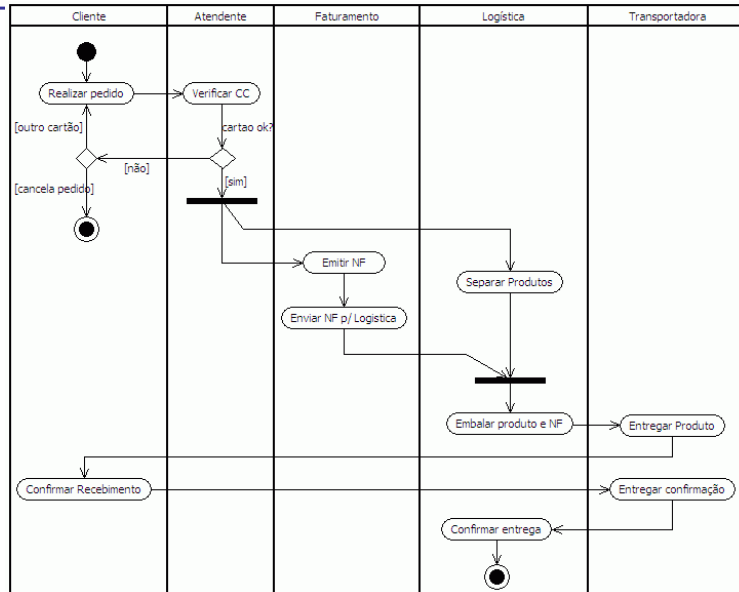 Cliente
Atendente
Faturamento
Logística
Transportadora
Realizar pedido
Verificar CC
[outro cartão]
cartao ok?
[não]
[cancela pedido]
[sim]
Emitir NF
Separar Produtos
Enviar NF p/ Logistica
Embalar produto e NF
Entregar Produto
Confirmar Recebimento
Entregar confirmação
Confirmar entrega